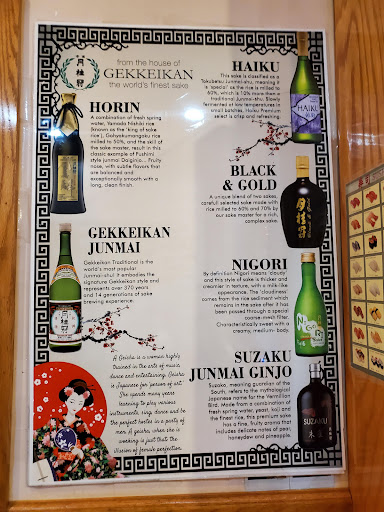 月桂冠
from the house of
GEKKEIKAN
the world's finest sake
HORIN
A combination of fresh spring
water, Yamada Nishiki rice
(known as the 'king of sake
rice'), Gohyakumangoku rice
milled to 50%, and the skill of
the sake master, result in this
classic example of Fushimi
style junmai Daiginjo... Fruity
nose, with subtle flavors that
are balanced and
exceptionally smooth with a
long, clean finish.
GEKKEIKAN
JUNMAI
Gekkeikan Traditional is the
world's most popular
Junmai-shu! It embodies the
signature Gekkeikan style and
represents over 370 years
and 14 generations of sake
brewing experience.
A Geisha is a woman highly
trained in the arts of music,
dance and entertaining. Geisha
is Japanese for 'person of art'.
She spends many years
learning to play various
instruments, sing, dance and be
the perfect hostess in a party of
men. A geisha, when she is
working is just that the
illusion of female perfection.
HAIKU
This sake is classified as a
Tokubetsu Junmai-shu, meaning it
is 'special' as the rice is milled to
60%, which is 10% more than a
traditional Junmai-shu. Slowly
fermented at low temperatures in
small batches, Haiku Premium
select is crisp and refreshing.
HAIKU
BLACK
& GOLD
A unique blend of two sakes,
careful selected sake made with
rice milled to 60% and 70% by
our sake master for a rich,
complex sake.
月桂冠
NIGORI
By definition Nigori means 'cloudy'
and this style of sake is thicker and
creamier in texture, with a milk-like
appearance. The 'cloudiness'
comes from the rice sediment which
remains in the sake after it has
been passed through a special
coarse mesh filter.
Characteristically sweet with a
creamy, medium- body.
SUZAKU
JUNMAI GINJO
Suzaku, meaning guardian of the
South, refers to the mythological
Japanese name for the Vermillion
Bird. Made from a combination of
fresh spring water, yeast, koji and
the finest rice, this premium sake
has a fine, fruity aroma that
includes delicate notes of pear,
honeydew and pineapple.
SUZAKU